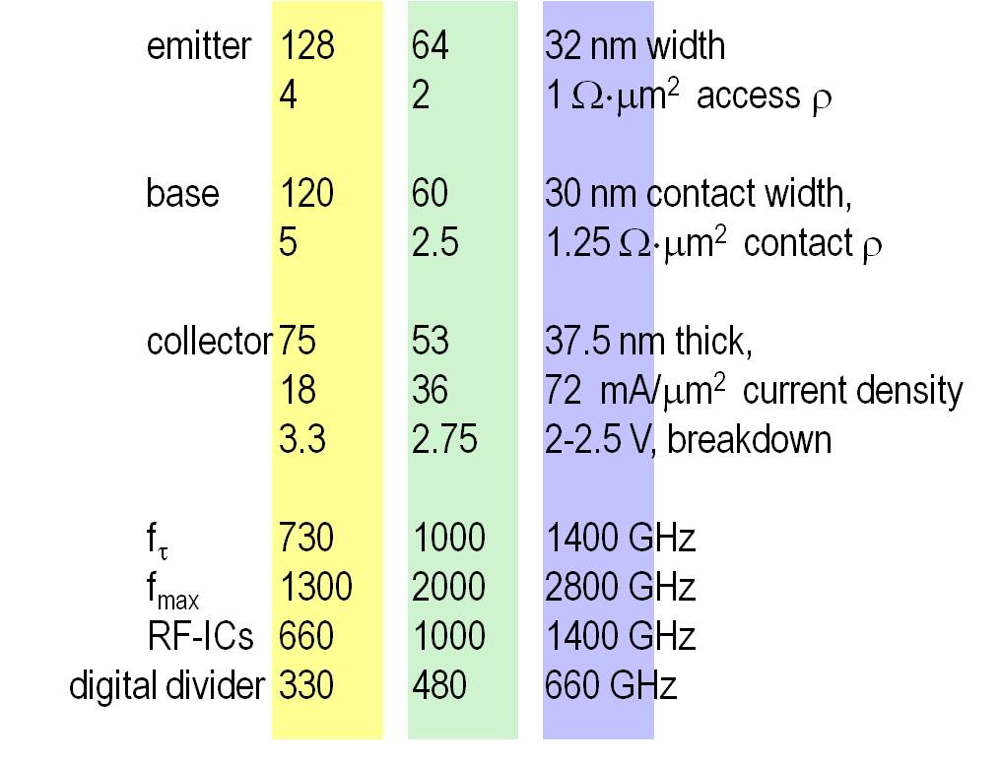 emitter 128 64 32 nm width
4 2 1 Ω·μm² access ρ
base 120 60 30 nm contact width,
5 2.5 1.25 Ω·μm² contact ρ
collector 75 53 37.5 nm thick,
18 36 72 mA/μm² current density
3.3 2.75 2-2.5 V, breakdown
fτ 730 1000 1400 GHz
fmax 1300 2000 2800 GHz
RF-ICs 660 1000 1400 GHz
digital divider 330 480 660 GHz